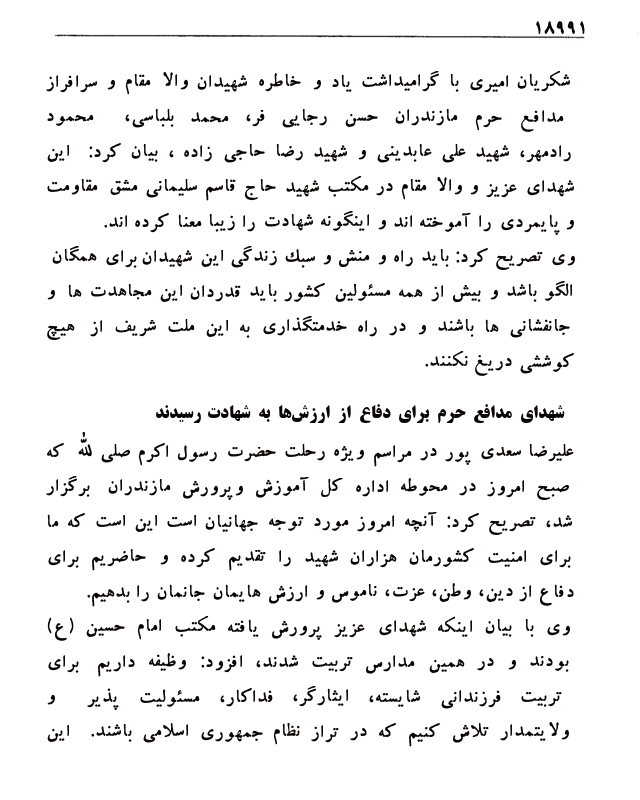 ۱۸۹۹۱
شکریان امیری با گرامیداشت یاد و خاطره شهیدان والا مقام و سرافراز
مدافع حرم مازندران حسن رجایی فر، محمد بلباسی، محمود
رادمهر، شهید علی عابدینی و شهید رضا حاجی زاده ، بیان کرد: این
شهدای عزیز و والا مقام در مکتب شهید حاج قاسم سلیمانی مشق مقاومت
و پایمردی را آموخته اند و اینگونه شهادت را زیبا معنا کرده اند.
وی تصریح کرد: باید راه و منش و سبك زندگی این شهیدان برای همگان
الگو باشد و بیش از همه مسئولین کشور باید قدردان این مجاهدت ها و
جانفشانی ها باشند و در راه خدمتگذاری به این ملت شریف از هیچ
کوششی دریغ نکنند.
شهدای مدافع حرم برای دفاع از ارزش‌ها به شهادت رسیدند
علیرضا سعدی پور در مراسم ویژه رحلت حضرت رسول اکرم صلی لله که
صبح امروز در محوطه اداره کل آموزش وپرورش مازندران برگزار
شد، تصریح کرد: آنچه امروز مورد توجه جهانیان است این است که ما
برای امنیت کشورمان هزاران شهید را تقدیم کرده و حاضریم برای
دفاع از دین، وطن، عزت، ناموس و ارزش هایمان جانمان را بدهیم.
وی با بیان اینکه شهدای عزیز پرورش یافته مکتب امام حسین (ع)
بودند و در همین مدارس تربیت شدند، افزود: وظیفه داریم برای
تربیت فرزندانی شایسته، ایثارگر، فداکار، مسئولیت پذیر و
ولایتمدار تلاش کنیم که در تراز نظام جمهوری اسلامی باشند. این